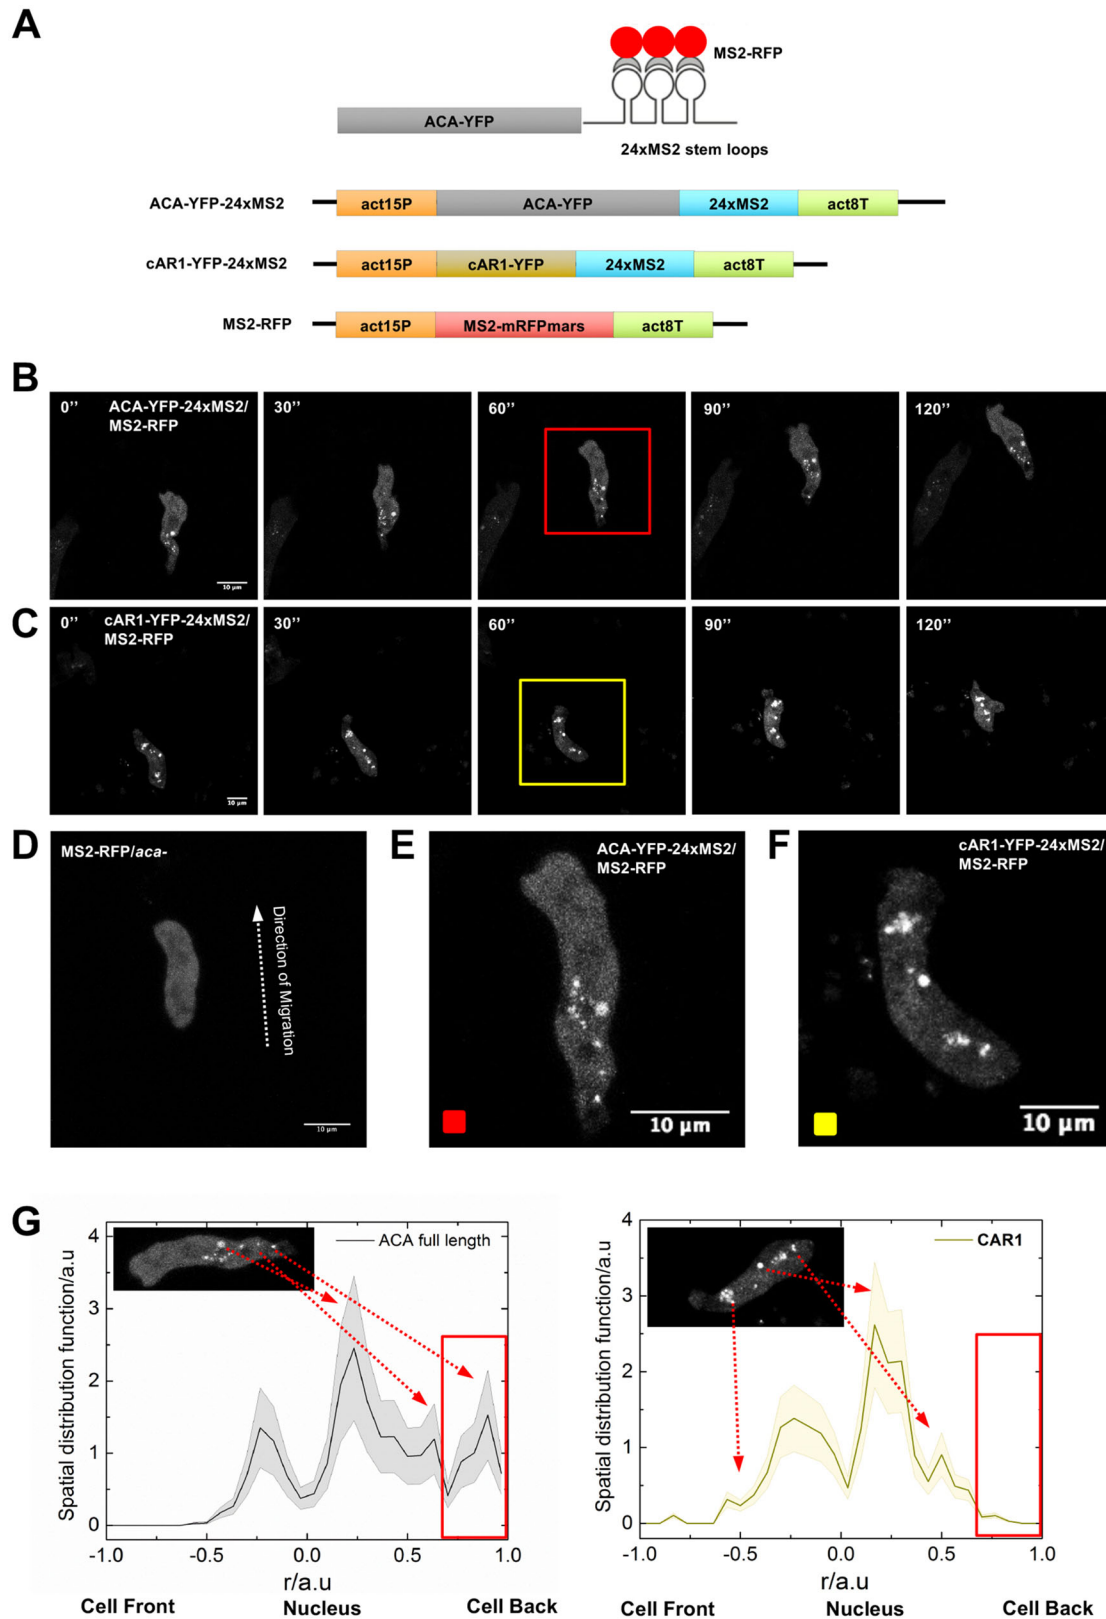 A
MS2-RFP
ACA-YFP
24xMS2 stem loops
ACA-YFP-24xMS2
act15P
ACA-YFP
24xMS2
act8T
cAR1-YFP-24xMS2
act15P
cAR1-YFP
24xMS2
act8T
MS2-RFP
act15P
MS2-mRFPmars
act8T
B
0’’ ACA-YFP-24xMS2/
MS2-RFP
10 µm
30’’
60’’
90’’
120’’
C
0’’ cAR1-YFP-24xMS2/
MS2-RFP
10 µm
30’’
60’’
90’’
120’’
D
MS2-RFP/aca-
Direction of Migration
10 µm
E
ACA-YFP-24xMS2/
MS2-RFP
10 µm
F
cAR1-YFP-24xMS2/
MS2-RFP
10 µm
G
Spatial distribution function/a.u
4
3
2
1
0
ACA full length
-1.0 -0.5 0.0 0.5 1.0
r/a.u
Cell Front Nucleus Cell Back
Spatial distribution function/a.u
4
3
2
1
0
CAR1
-1.0 -0.5 0.0 0.5 1.0
r/a.u
Cell Front Nucleus Cell Back